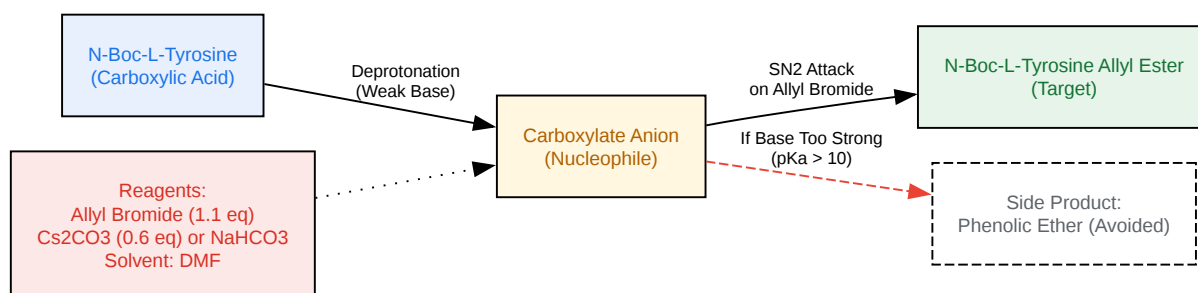 N-Boc-L-Tyrosine
(Carboxylic Acid)
Deprotonation
(Weak Base)
Reagents:
Allyl Bromide (1.1 eq)
Cs2CO3 (0.6 eq) or NaHCO3
Solvent: DMF
Carboxylate Anion
(Nucleophile)
SN2 Attack
on Allyl Bromide
If Base Too Strong
(pKa > 10)
N-Boc-L-Tyrosine Allyl Ester
(Target)
Side Product:
Phenolic Ether (Avoided)